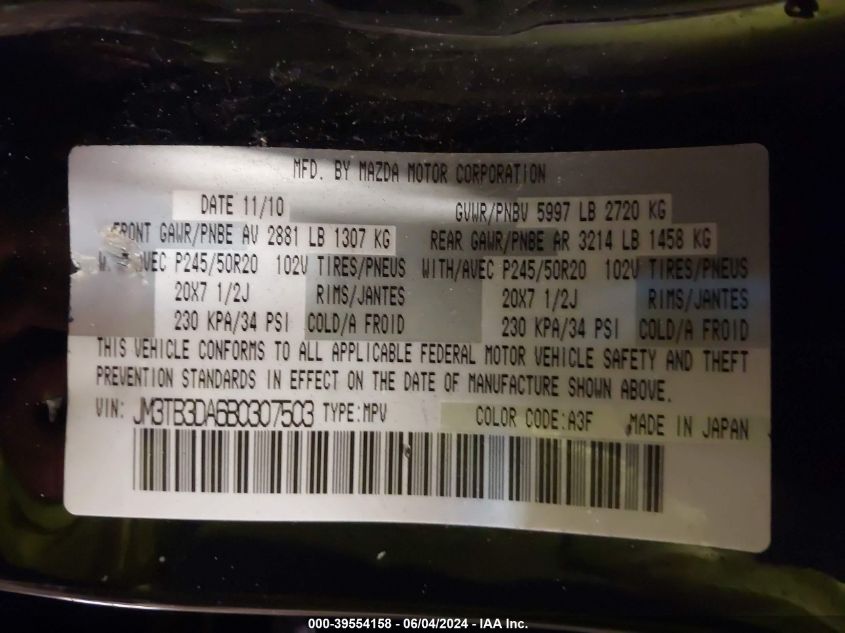 MFD. BY MAZDA MOTOR CORPORATION
DATE 11/10 GVWR/PNBV 5997 LB 2720 KG
FRONT GAWR/PNBE AV 2881 LB 1307 KG REAR GAWR/PNBE AR 3214 LB 1458 KG
P245/50R20 102V TIRES/PNEUS WITH/AVEC P245/50R20 102V TIRES/PNEUS
20X7 1/2J RIMS/JANTES 20X7 1/2J RIMS/JANTES
230 KPA/34 PSI COLD/A FROID 230 KPA/34 PSI COLD/A FROID
THIS VEHICLE CONFORMS TO ALL APPLICABLE FEDERAL MOTOR VEHICLE SAFETY AND THEFT
PREVENTION STANDARDS IN EFFECT ON THE DATE OF MANUFACTURE SHOWN ABOVE.
VIN: JM3TB3DA6B0307503 TYPE:MPV COLOR CODE:A3F MADE IN JAPAN
000-39554158 - 06/04/2024 - IAA Inc.